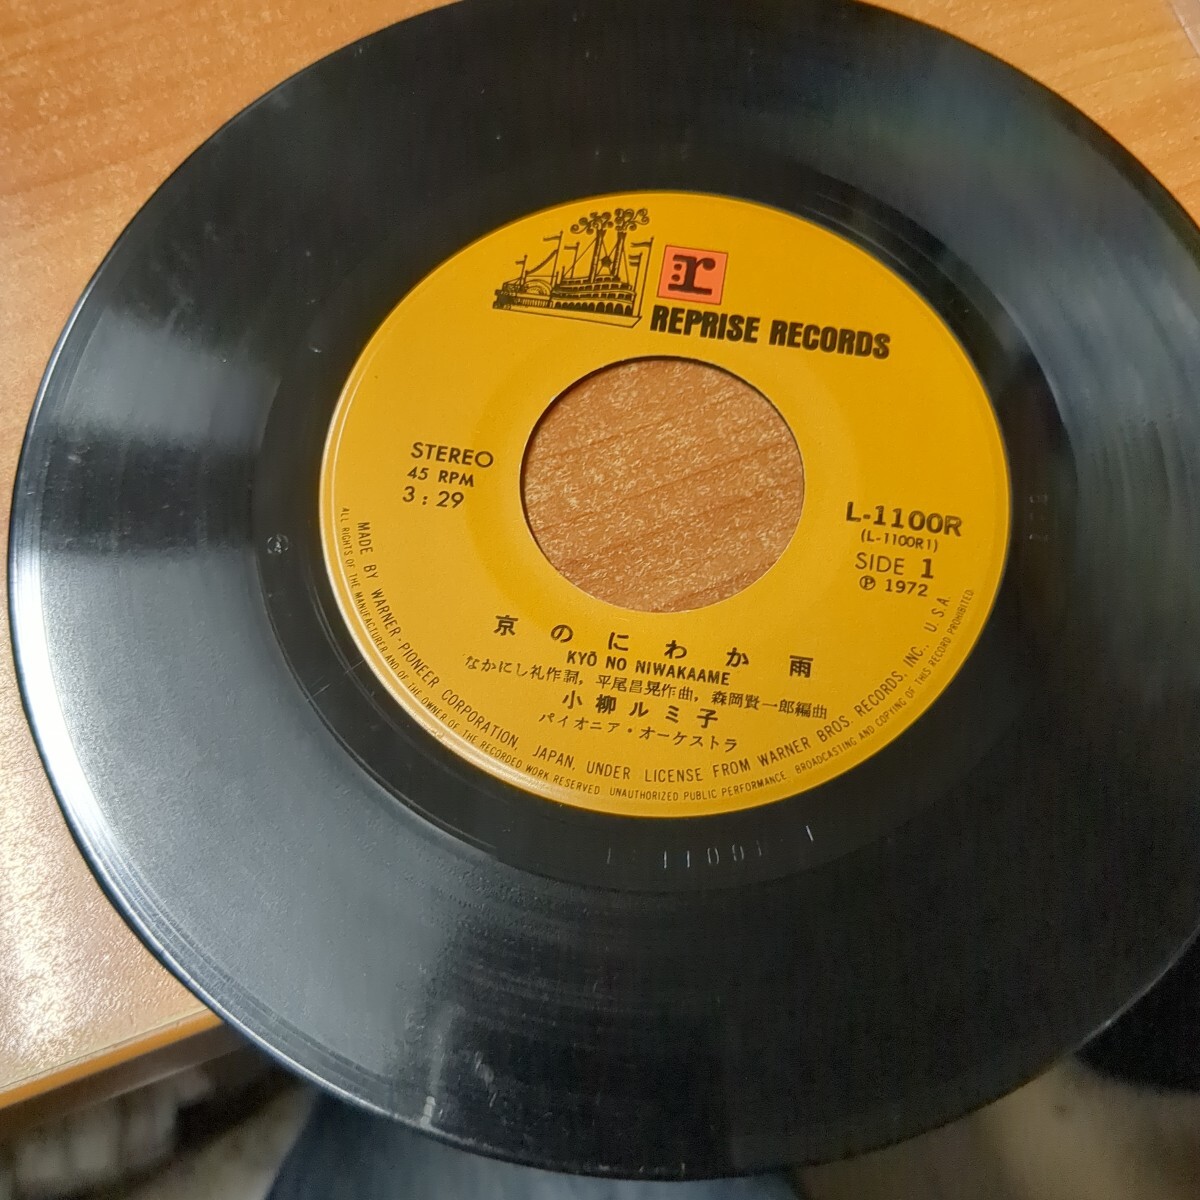 r
REPRISE RECORDS
STEREO
45 RPM
3:29
L-1100R
(L-1100R1)
SIDE 1
Ⓟ 1972
京のにわか雨
KYŌ NO NIWAKAAME
なかにし礼作詞, 平尾昌晃作曲, 森岡賢一郎編曲
小柳ルミ子
パイオニア・オーケストラ
MADE BY WARNER-PIONEER CORPORATION, JAPAN, UNDER LICENSE FROM WARNER BROS. RECORDS, INC., U.S.A.
ALL RIGHTS OF THE MANUFACTURER AND OF THE OWNER OF THE RECORDED WORK RESERVED. UNAUTHORIZED PUBLIC PERFORMANCE, BROADCASTING AND COPYING OF THIS RECORD PROHIBITED.